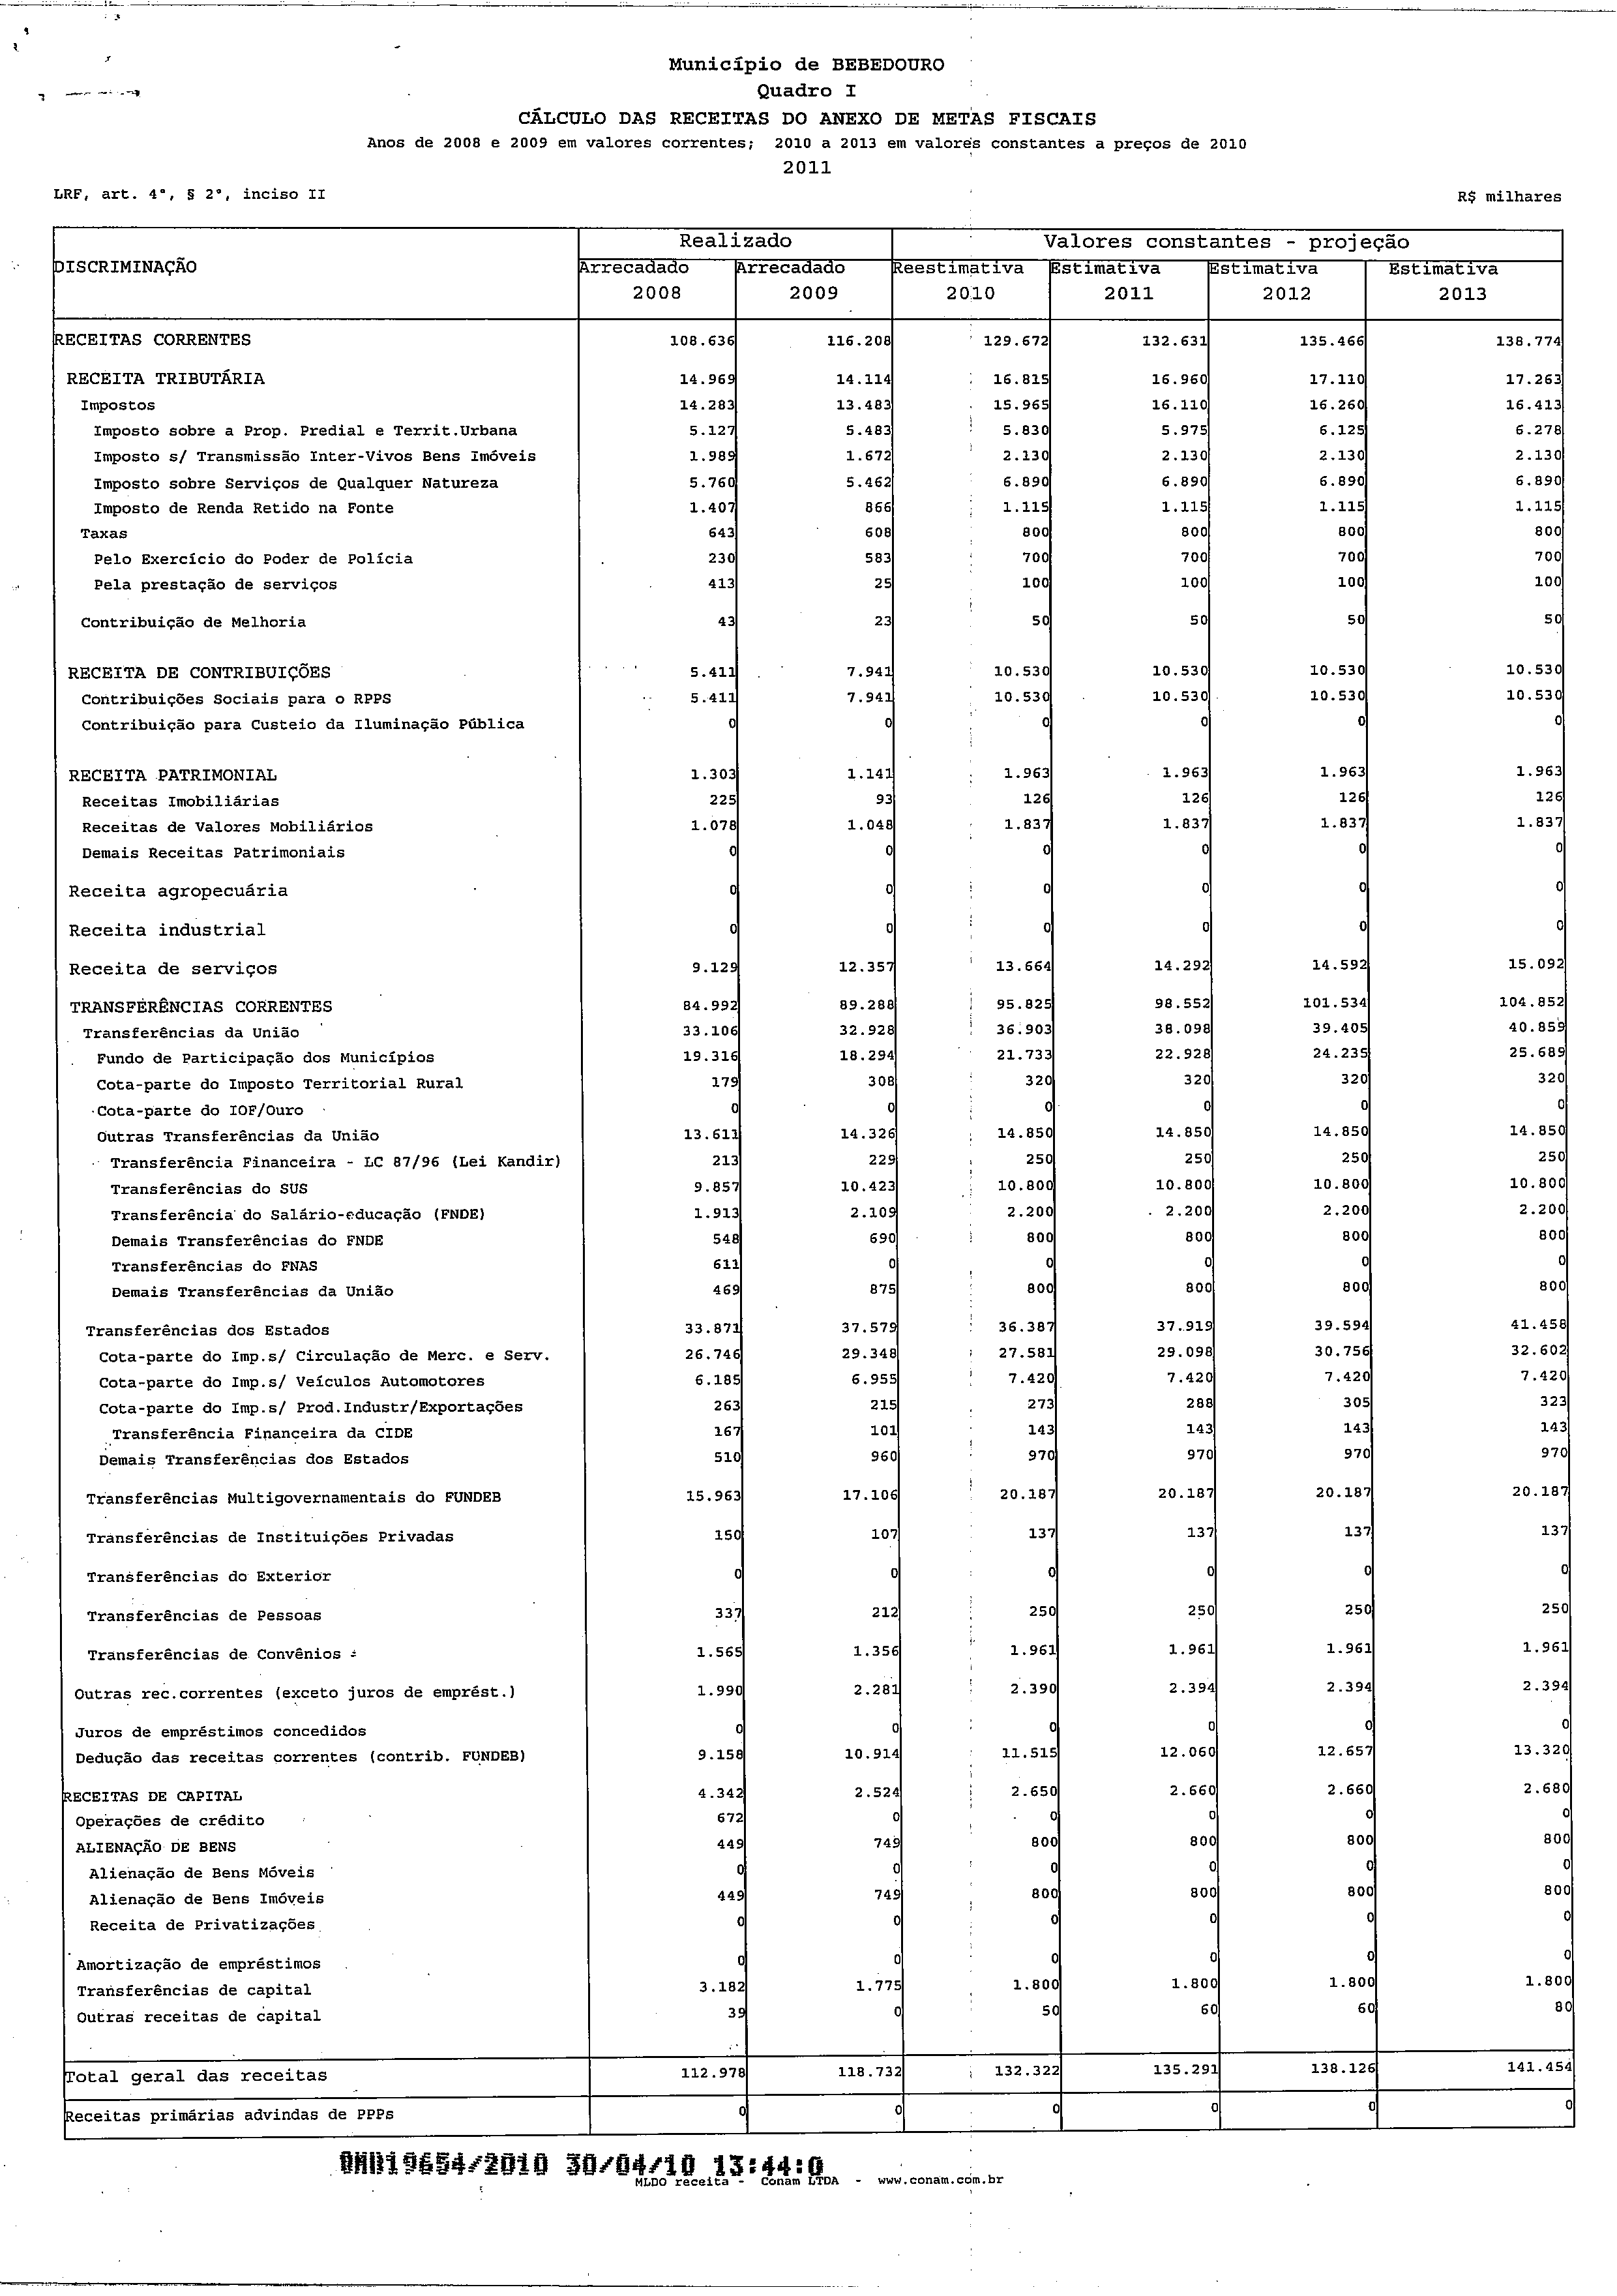 Município de BEBEDOURO
Quadro I
CÁLCULO DAS RECEITAS DO ANEXO DE METAS FISCAIS
Anos de 2008 e 2009 em valores correntes; 2010 a 2013 em valores constantes a preços de 2010
2011
LRF, art. 4°, § 2°, inciso II R$ milhares
Realizado Valores constantes - projeção
DISCRIMINAÇÃO Arrecadado Arrecadado Reestimativa Estimativa Estimativa Estimativa
2008 2009 2010 2011 2012 2013
RECEITAS CORRENTES 108.636 116.208 129.672 132.631 135.466 138.774
RECEITA TRIBUTÁRIA 14.969 14.114 16.815 16.960 17.110 17.263
Impostos 14.283 13.483 15.965 16.110 16.260 16.413
Imposto sobre a Prop. Predial e Territ.Urbana 5.127 5.483 5.830 5.975 6.125 6.278
Imposto s/ Transmissão Inter-Vivos Bens Imóveis 1.989 1.672 2.130 2.130 2.130 2.130
Imposto sobre Serviços de Qualquer Natureza 5.760 5.462 6.890 6.890 6.890 6.890
Imposto de Renda Retido na Fonte 1.407 866 1.115 1.115 1.115 1.115
Taxas 643 608 800 800 800 800
Pelo Exercício do Poder de Polícia 230 583 700 700 700 700
Pela prestação de serviços 413 25 100 100 100 100
Contribuição de Melhoria 43 23 50 50 50 50
RECEITA DE CONTRIBUIÇÕES 5.411 7.941 10.530 10.530 10.530 10.530
Contribuições Sociais para o RPPS 5.411 7.941 10.530 10.530 10.530 10.530
Contribuição para Custeio da Iluminação Pública 0 0 0 0 0 0
RECEITA PATRIMONIAL 1.303 1.141 1.963 1.963 1.963 1.963
Receitas Imobiliárias 225 93 126 126 126 126
Receitas de Valores Mobiliários 1.078 1.048 1.837 1.837 1.837 1.837
Demais Receitas Patrimoniais 0 0 0 0 0 0
Receita agropecuária 0 0 0 0 0 0
Receita industrial 0 0 0 0 0 0
Receita de serviços 9.129 12.357 13.664 14.292 14.592 15.092
TRANSFERÊNCIAS CORRENTES 84.992 89.288 95.825 98.552 101.534 104.852
Transferências da União 33.106 32.928 36.903 38.098 39.405 40.859
Fundo de Participação dos Municípios 19.316 18.294 21.733 22.928 24.235 25.689
Cota-parte do Imposto Territorial Rural 179 308 320 320 320 320
Cota-parte do IOF/Ouro 0 0 0 0 0 0
Outras Transferências da União 13.611 14.326 14.850 14.850 14.850 14.850
Transferência Financeira - LC 87/96 (Lei Kandir) 213 229 250 250 250 250
Transferências do SUS 9.857 10.423 10.800 10.800 10.800 10.800
Transferência do Salário-educação (FNDE) 1.913 2.109 2.200 2.200 2.200 2.200
Demais Transferências do FNDE 548 690 800 800 800 800
Transferências do FNAS 611 0 0 0 0 0
Demais Transferências da União 469 875 800 800 800 800
Transferências dos Estados 33.871 37.579 36.387 37.919 39.594 41.458
Cota-parte do Imp.s/ Circulação de Merc. e Serv. 26.746 29.348 27.581 29.098 30.756 32.602
Cota-parte do Imp.s/ Veículos Automotores 6.185 6.955 7.420 7.420 7.420 7.420
Cota-parte do Imp.s/ Prod.Industr/Exportações 263 215 273 288 305 323
Transferência Financeira da CIDE 167 101 143 143 143 143
Demais Transferências dos Estados 510 960 970 970 970 970
Transferências Multigovernamentais do FUNDEB 15.963 17.106 20.187 20.187 20.187 20.187
Transferências de Instituições Privadas 150 107 137 137 137 137
Transferências do Exterior 0 0 0 0 0 0
Transferências de Pessoas 337 212 250 250 250 250
Transferências de Convênios : 1.565 1.356 1.961 1.961 1.961 1.961
Outras rec.correntes (exceto juros de emprést.) 1.990 2.281 2.390 2.394 2.394 2.394
Juros de empréstimos concedidos 0 0 0 0 0 0
Dedução das receitas correntes (contrib. FUNDEB) 9.158 10.914 11.515 12.060 12.657 13.320
RECEITAS DE CAPITAL 4.342 2.524 2.650 2.660 2.660 2.680
Operações de crédito 672 0 0 0 0 0
ALIENAÇÃO DE BENS 449 749 800 800 800 800
Alienação de Bens Móveis 0 0 0 0 0 0
Alienação de Bens Imóveis 449 749 800 800 800 800
Receita de Privatizações 0 0 0 0 0 0
Amortização de empréstimos 0 0 0 0 0 0
Transferências de capital 3.182 1.775 1.800 1.800 1.800 1.800
Outras receitas de capital 39 0 50 60 60 80
Total geral das receitas 112.978 118.732 132.322 135.291 138.126 141.454
Receitas primárias advindas de PPPs 0 0 0 0 0 0
30/04/10 13:44:0
MLDO receita - Conam LTDA - www.conam.com.br